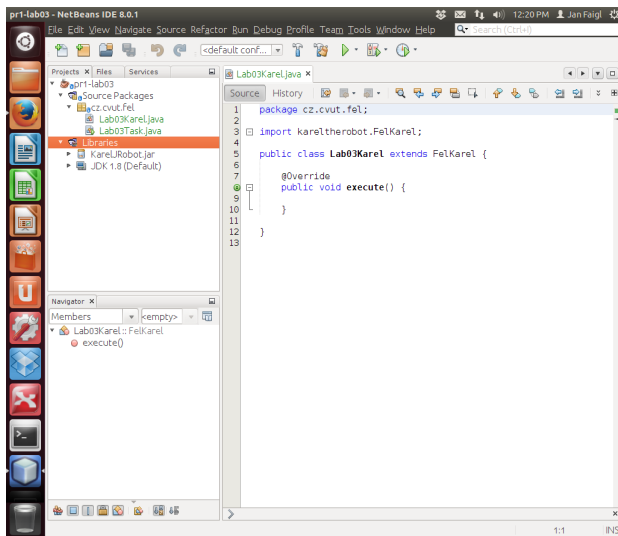 pr1-lab03 - NetBeans IDE 8.0.1
12:20 PM Jan Faigl
File Edit View Navigate Source Refactor Run Debug Profile Team Tools Window Help
Search (Ctrl+I)
<default conf...
Projects Files Services
Lab03Karel.java
pr1-lab03
Source History
Source Packages
cz.cvut.fel
Lab03Karel.java
Lab03Task.java
Libraries
KarelJRobot.jar
JDK 1.8 (Default)
1 package cz.cvut.fel;
2
3 import kareltherobot.FelKarel;
4
5 public class Lab03Karel extends FelKarel {
6
7 @Override
public void execute() {
9
10 }
11
12 }
13
Navigator
Members <empty>
Lab03Karel :: FelKarel
execute()
1:1 INS